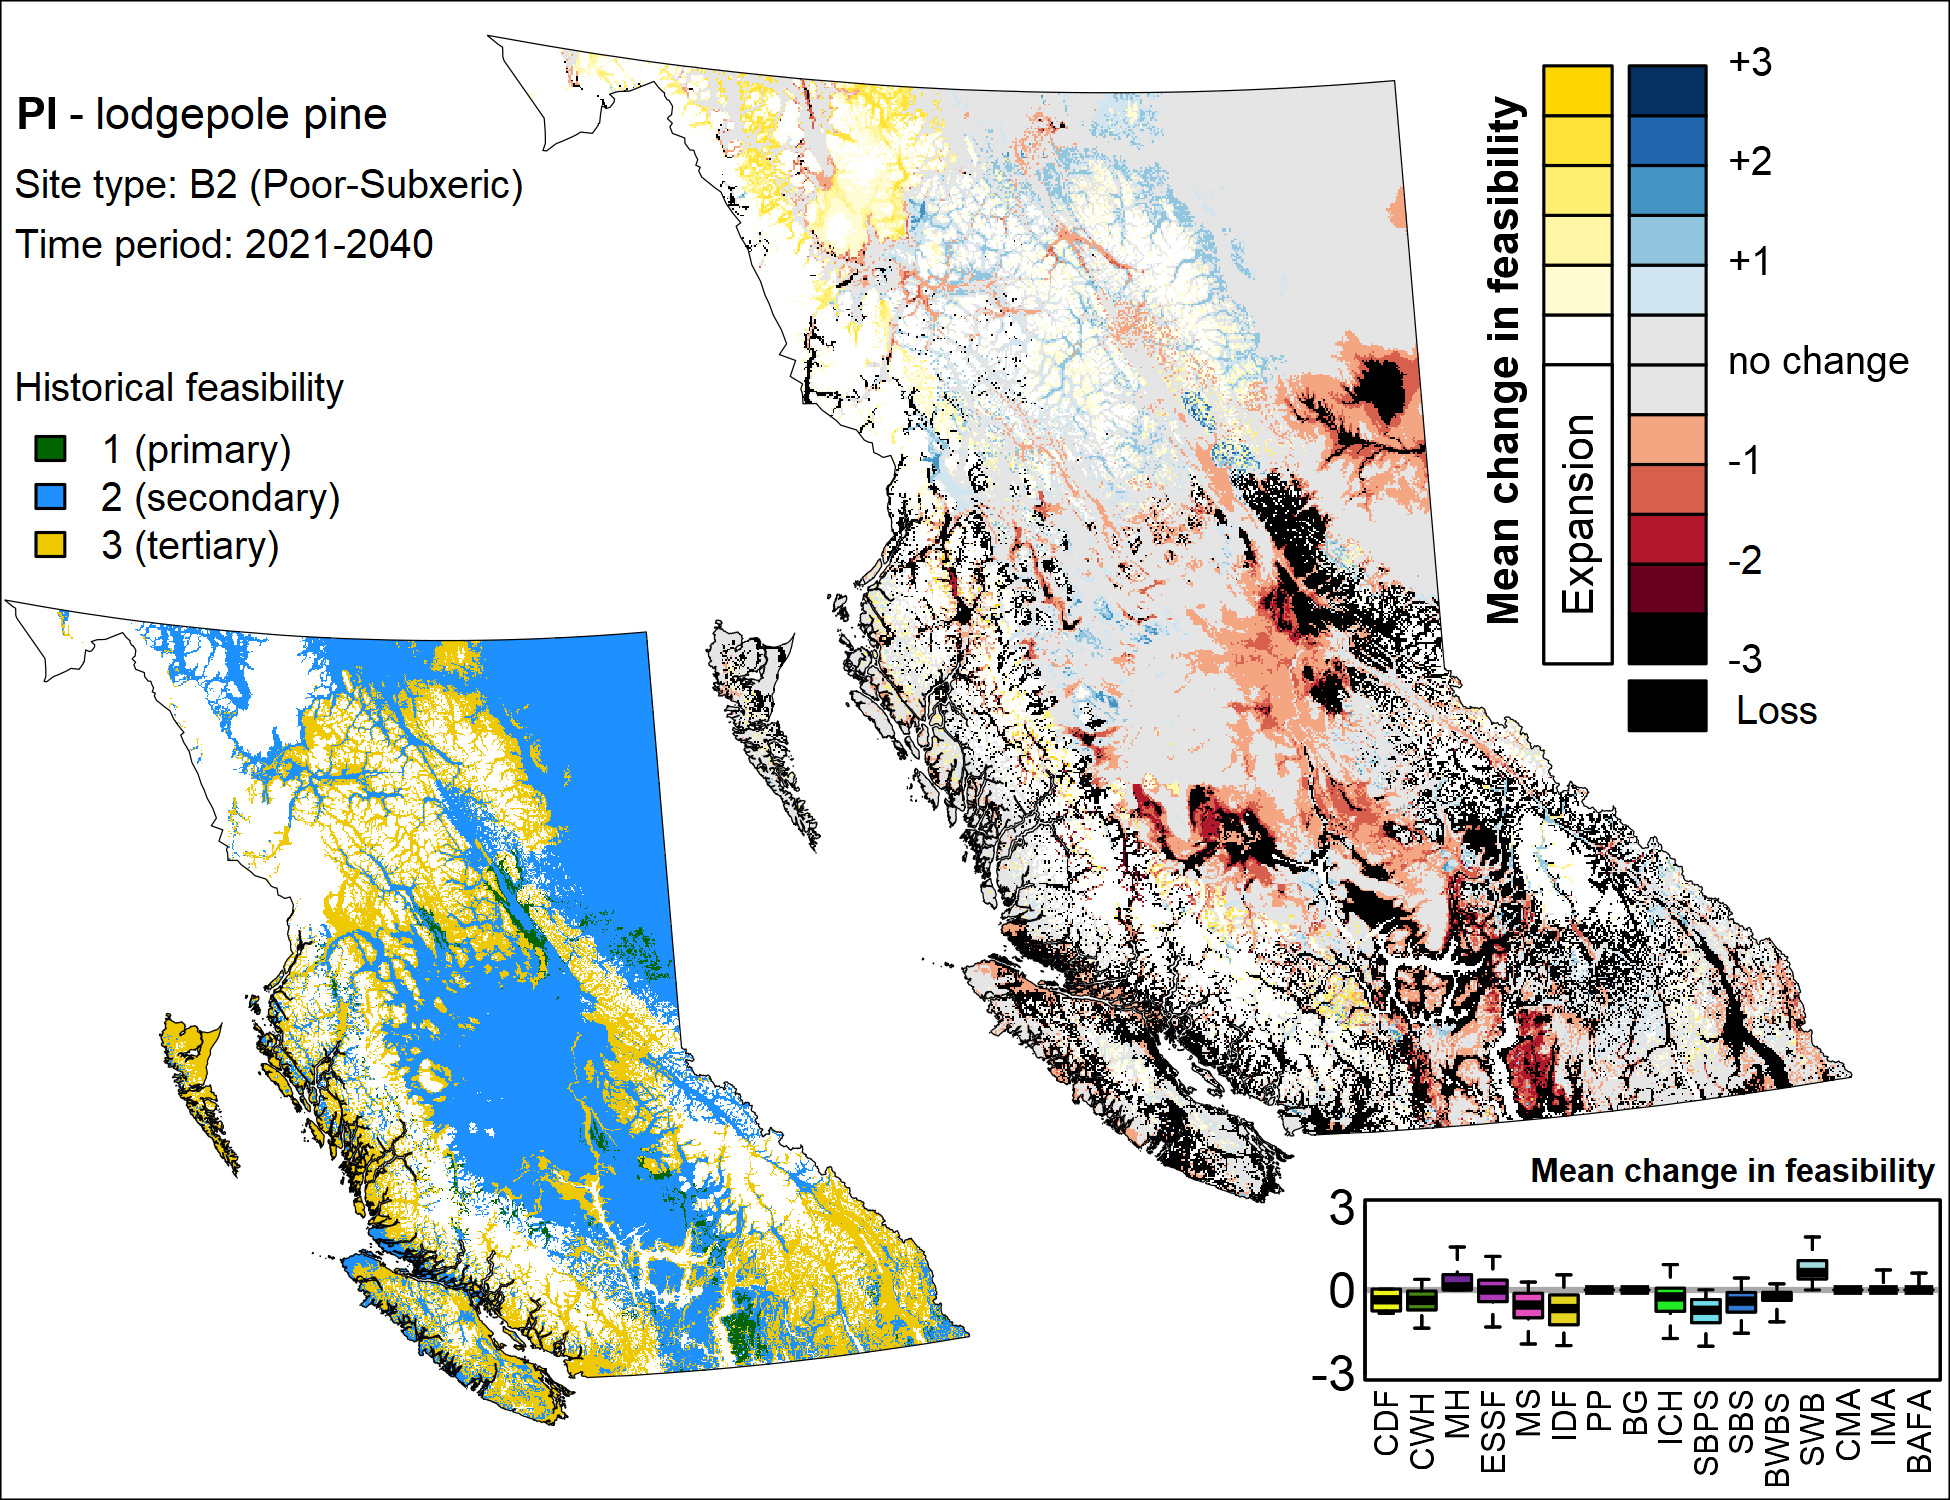 Pl - lodgepole pine
Site type: B2 (Poor-Subxeric)
Time period: 2021-2040
Historical feasibility
1 (primary)
2 (secondary)
3 (tertiary)
Mean change in feasibility
Expansion
+3
+2
+1
no change
-1
-2
-3
Loss
Mean change in feasibility
3
0
-3
CDF
CWH
MH
ESSF
MS
IDF
PP
BG
ICH
SBPS
SBS
BWBS
SWB
CMA
IMA
BAFA